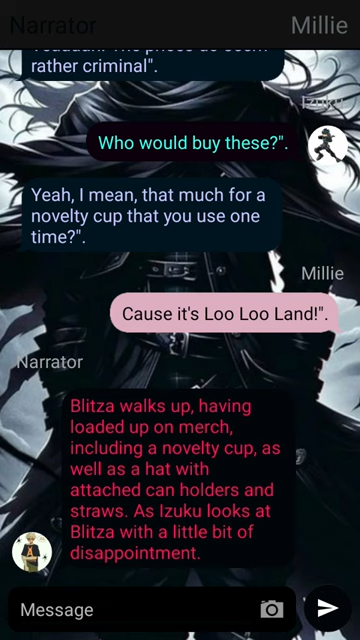 Narrator
Millie
rather criminal".
Izuku
Who would buy these?".
Yeah, I mean, that much for a
novelty cup that you use one
time?".
Millie
Cause it's Loo Loo Land!".
Narrator
Blitza walks up, having
loaded up on merch,
including a novelty cup, as
well as a hat with
attached can holders and
straws. As Izuku looks at
Blitza with a little bit of
disappointment.
Message